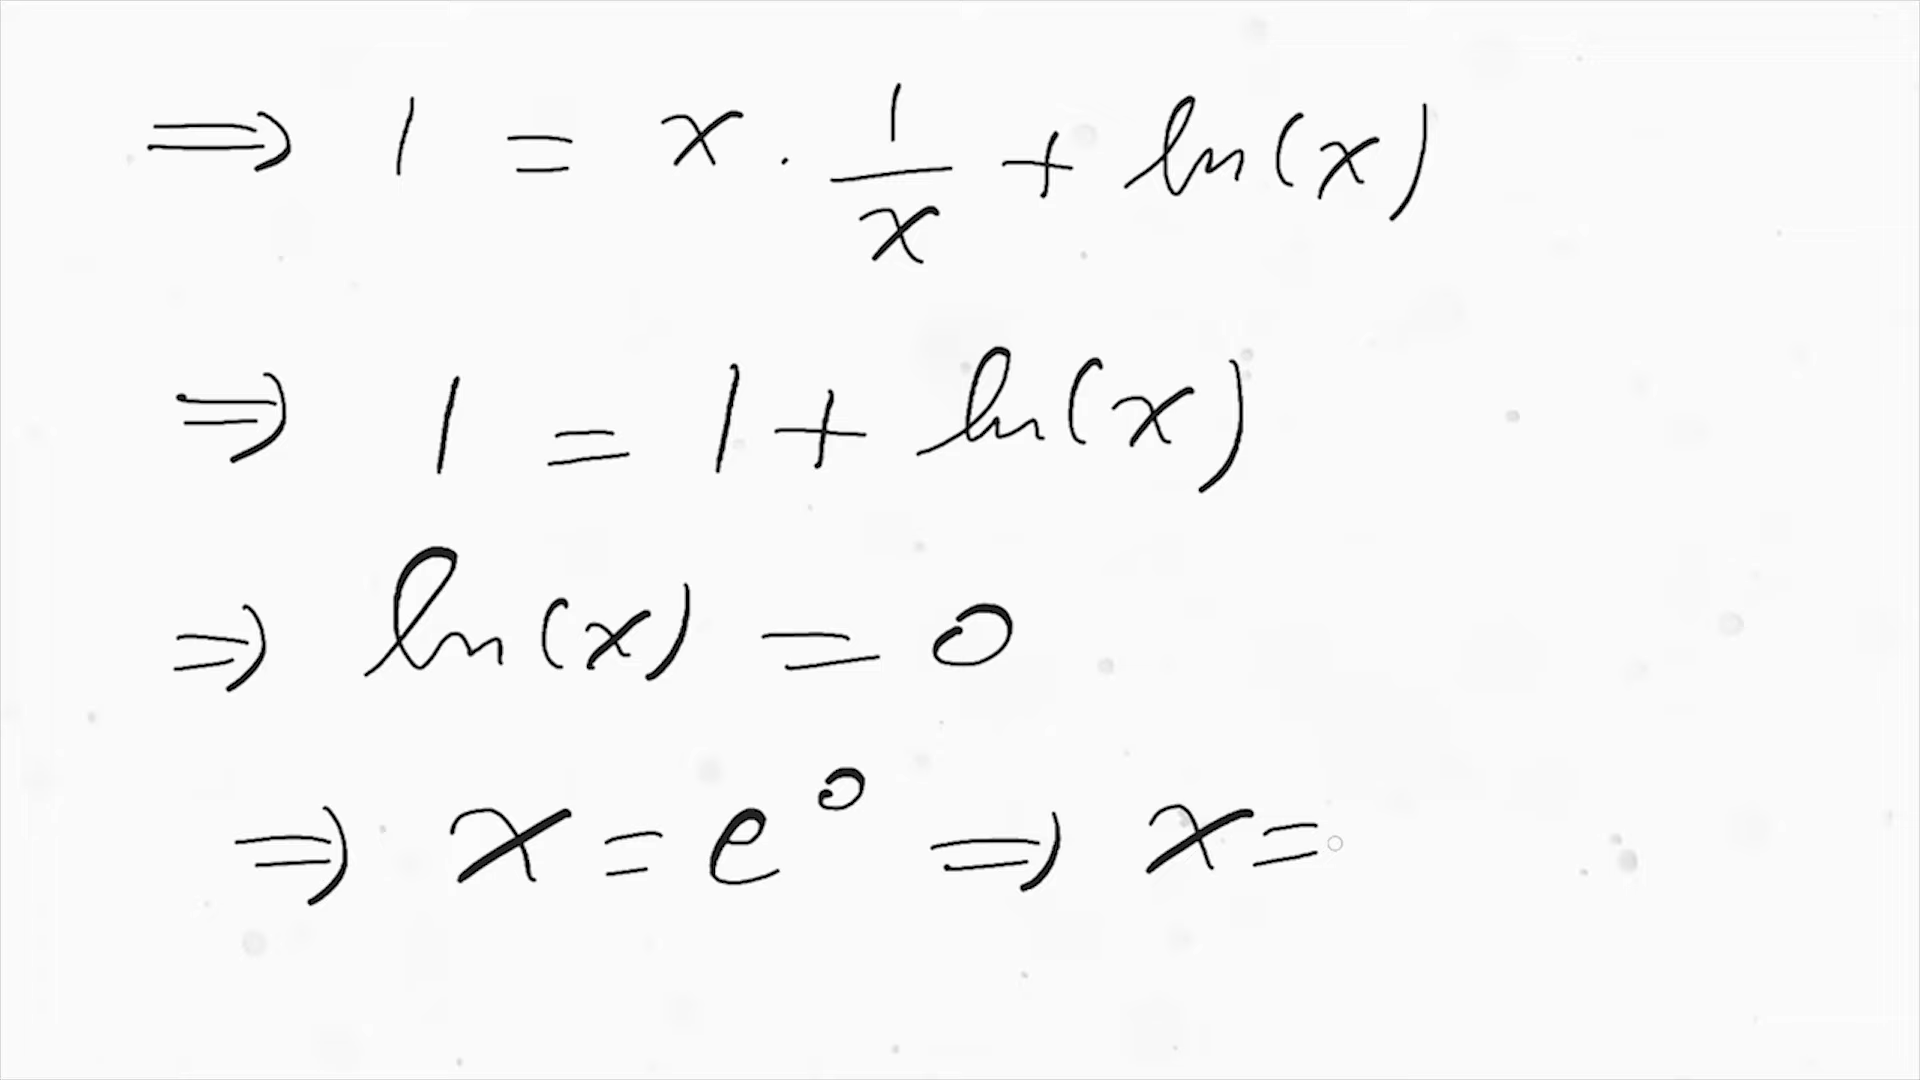 ⇒ 1 = x · 1/x + ln(x)
⇒ 1 = 1 + ln(x)
⇒ ln(x) = 0
⇒ x = e⁰ ⇒ x =